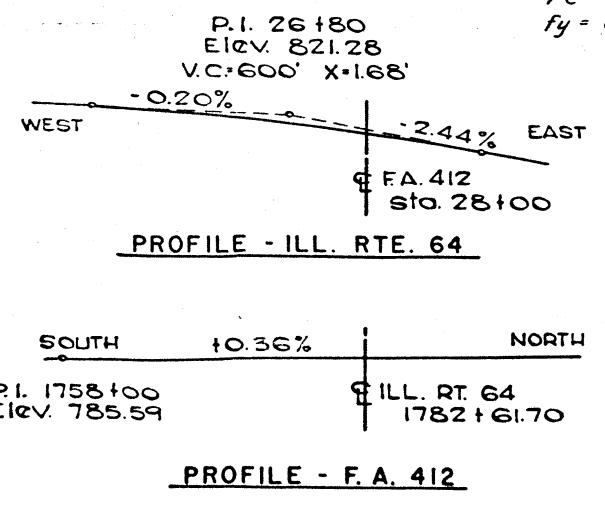 fy =
P.I. 26+80
Elev. 821.28
V.C.=600' X=1.68'
-0.20%
-2.44%
WEST
EAST
℄ F.A. 412
Sta. 28+00
PROFILE - ILL. RTE. 64
SOUTH
+0.36%
NORTH
P.I. 1758+00
Elev. 785.59
℄ ILL. RT. 64
1782+61.70
PROFILE - F. A. 412